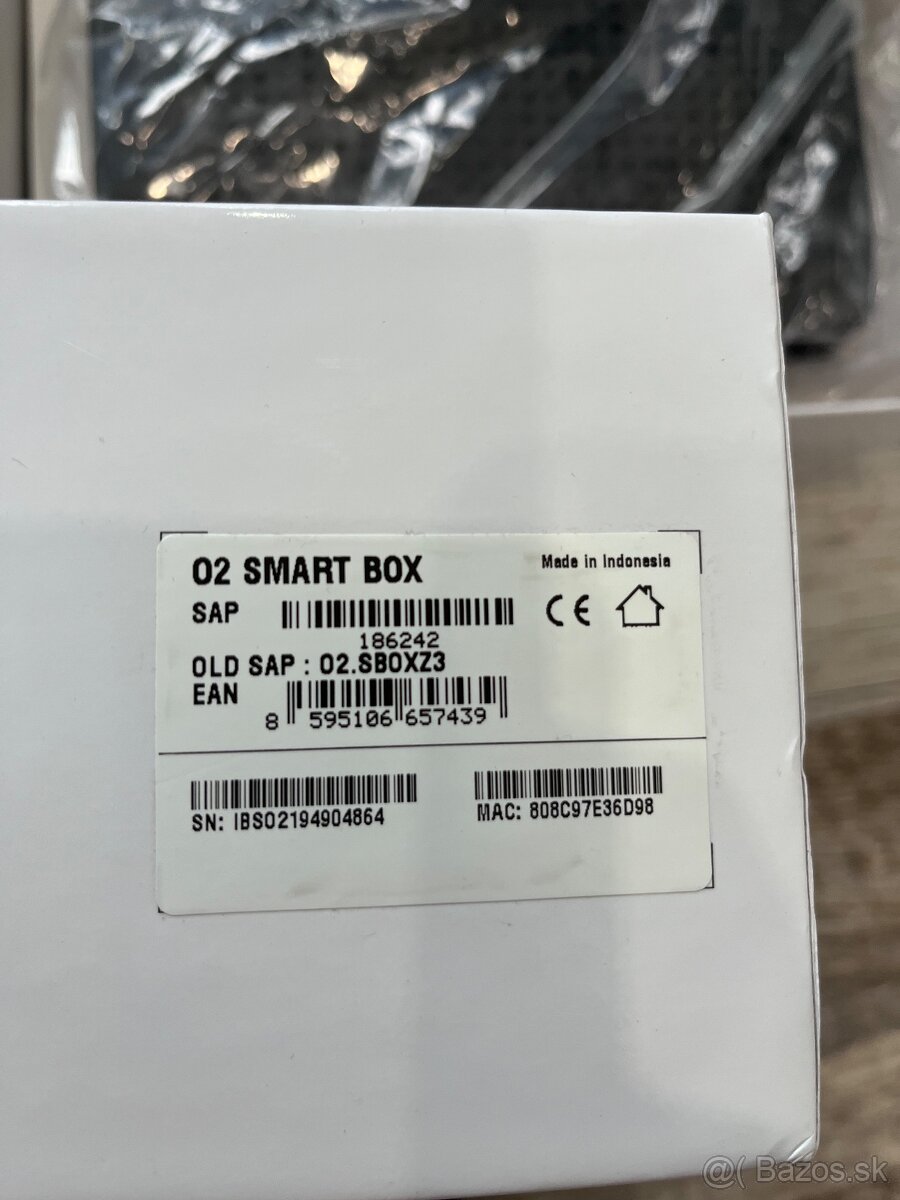 O2 SMART BOX
Made in Indonesia
SAP
CE
186242
OLD SAP : O2.SBOXZ3
EAN
8 595106 657439
SN: IBS02194904864
MAC: 808C97E36D98
@( Bazos.sk